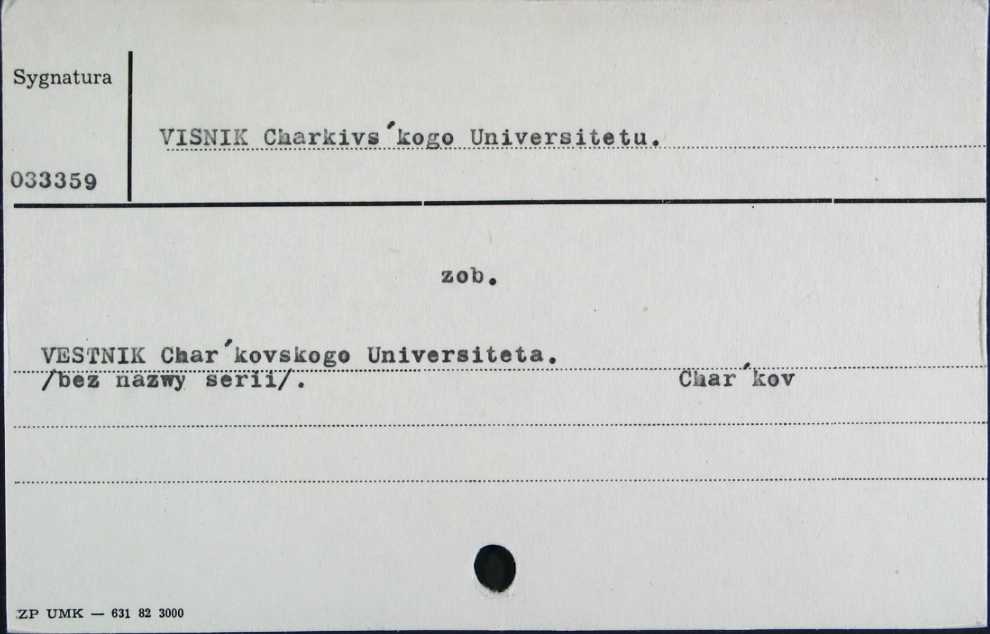 Sygnatura
VISNIK Charkivs´kogo Universitetu.
033359
zob.
VESTNIK Char´kovskogo Universiteta.
/bez nazwy serii/. Char´kov
ZP UMK — 631 82 3000